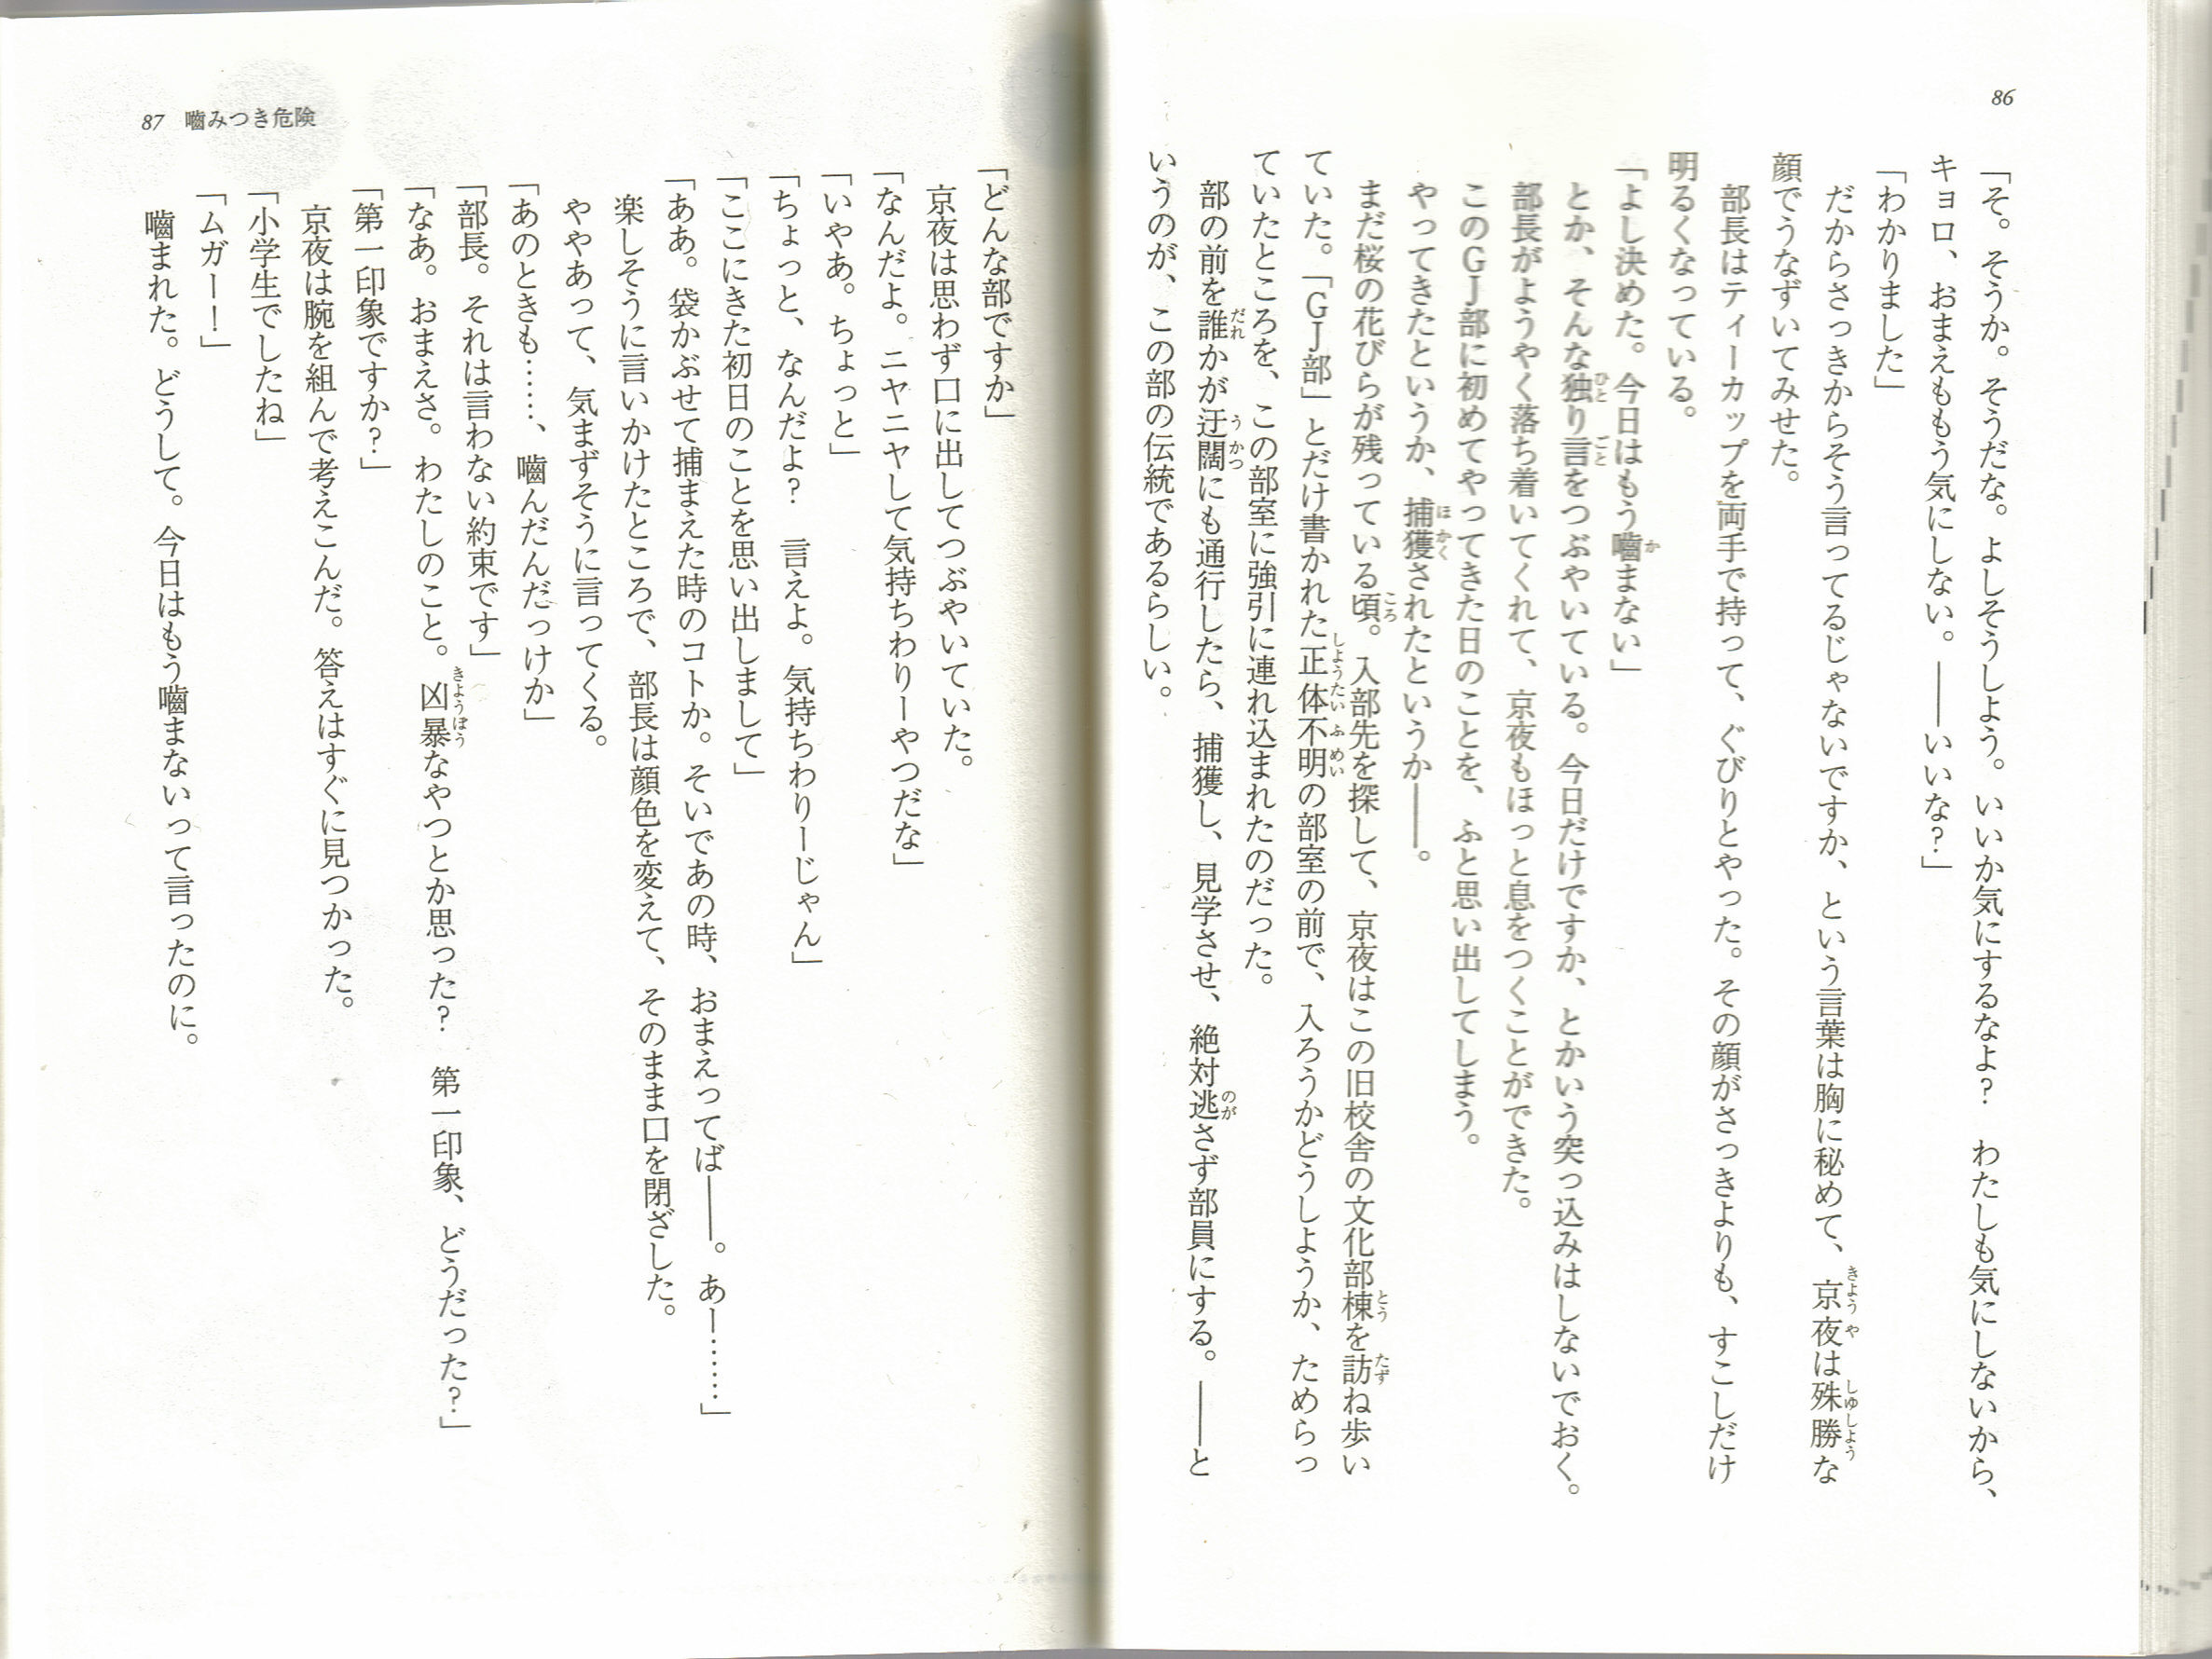 86
「そ。そうか。そうだな。よしそうしよう。いいか気にするなよ？　わたしも気にしないから、
キョロ、おまえももう気にしない。――いいな？」
「わかりました」
だからさっきからそう言ってるじゃないですか、という言葉は胸に秘めて、京夜は殊勝な
顔でうなずいてみせた。
部長はティーカップを両手で持って、ぐびりとやった。その顔がさっきよりも、すこしだけ
明るくなっている。
「よし決めた。今日はもう嚙まない」
とか、そんな独り言をつぶやいている。今日だけですか、とかいう突っ込みはしないでおく。
部長がようやく落ち着いてくれて、京夜もほっと息をつくことができた。
このＧＪ部に初めてやってきた日のことを、ふと思い出してしまう。
やってきたというか、捕獲されたというか――。
まだ桜の花びらが残っている頃。入部先を探して、京夜はこの旧校舎の文化部棟を訪ね歩い
ていた。「ＧＪ部」とだけ書かれた正体不明の部室の前で、入ろうかどうしようか、ためらっ
ていたところを、この部室に強引に連れ込まれたのだった。
部の前を誰かが迂闊にも通行したら、捕獲し、見学させ、絶対逃さず部員にする。――と
いうのが、この部の伝統であるらしい。
87　嚙みつき危険
「どんな部ですか」
京夜は思わず口に出してつぶやいていた。
「なんだよ。ニヤニヤして気持ちわりーやつだな」
「いやあ。ちょっと」
「ちょっと、なんだよ？　言えよ。気持ちわりーじゃん」
「ここにきた初日のことを思い出しまして」
「ああ。袋かぶせて捕まえた時のコトか。そいであの時、おまえってば――。あー……」
楽しそうに言いかけたところで、部長は顔色を変えて、そのまま口を閉ざした。
ややあって、気まずそうに言ってくる。
「あのときも……、嚙んだんだっけか」
「部長。それは言わない約束です」
「なあ。おまえさ。わたしのこと。凶暴なやつとか思った？　第一印象、どうだった？」
「第一印象ですか？」
京夜は腕を組んで考えこんだ。答えはすぐに見つかった。
「小学生でしたね」
「ムガー！」
嚙まれた。どうして。今日はもう嚙まないって言ったのに。